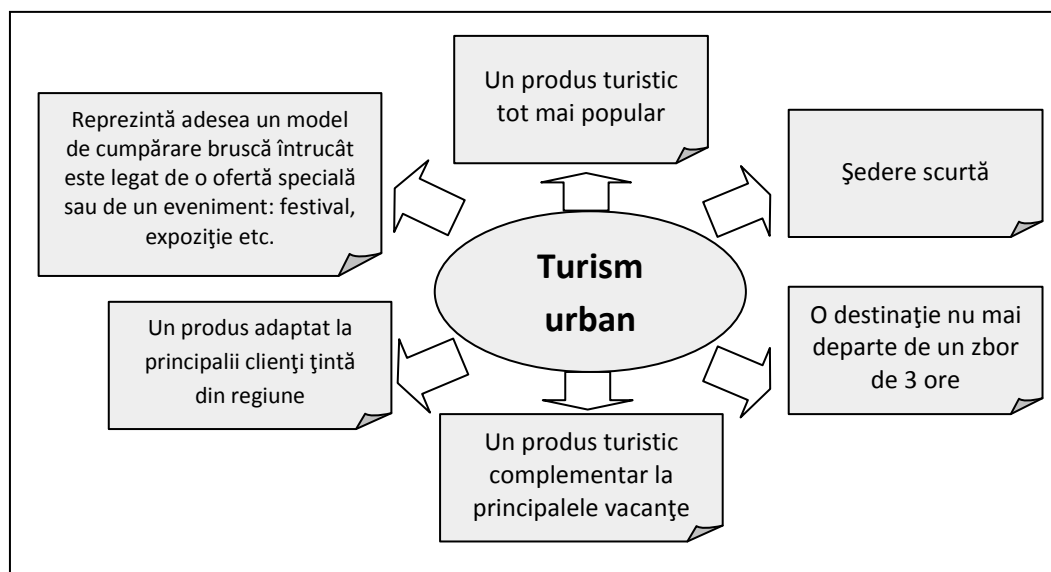 Un produs turistic
tot mai popular
Reprezintă adesea un model
de cumpărare bruscă întrucât
este legat de o ofertă specială
sau de un eveniment: festival,
expoziţie etc.
Şedere scurtă
Turism
urban
Un produs adaptat la
principalii clienţi ţintă
din regiune
O destinaţie nu mai
departe de un zbor
de 3 ore
Un produs turistic
complementar la
principalele vacanţe